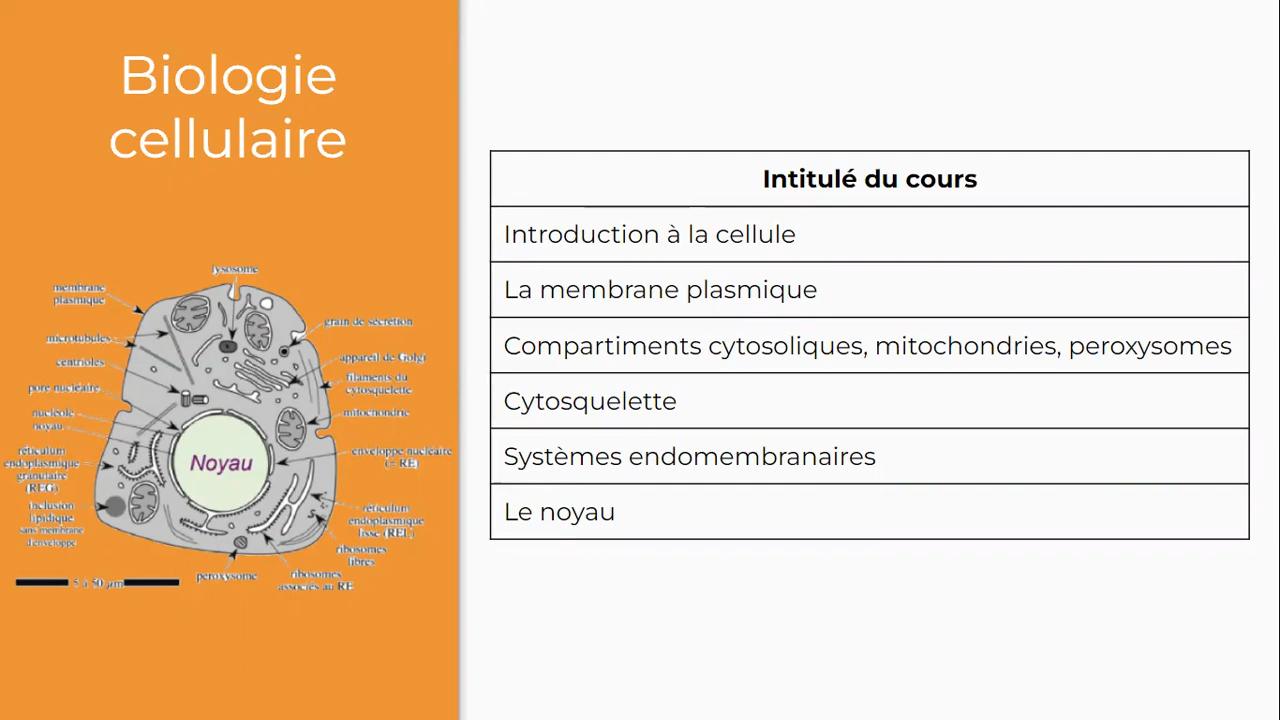 Biologie
cellulaire
Intitulé du cours
Introduction à la cellule
La membrane plasmique
Compartiments cytosoliques, mitochondries, peroxysomes
Cytosquelette
Systèmes endomembranaires
Le noyau
lysosome
membrane
plasmique
grain de sécrétion
microtubules
appareil de Golgi
centrioles
filaments du
cytosquelette
pore nucléaire
nucléole
mitochondrie
noyau
réticulum
endoplasmique
granulaire
(REG)
Noyau
enveloppe nucléaire
(= RE)
inclusion
lipidique
sans membrane
d'enveloppe
réticulum
endoplasmique
lisse (REL)
ribosomes
libres
peroxysome
ribosomes
associés au RE
5 à 50 µm